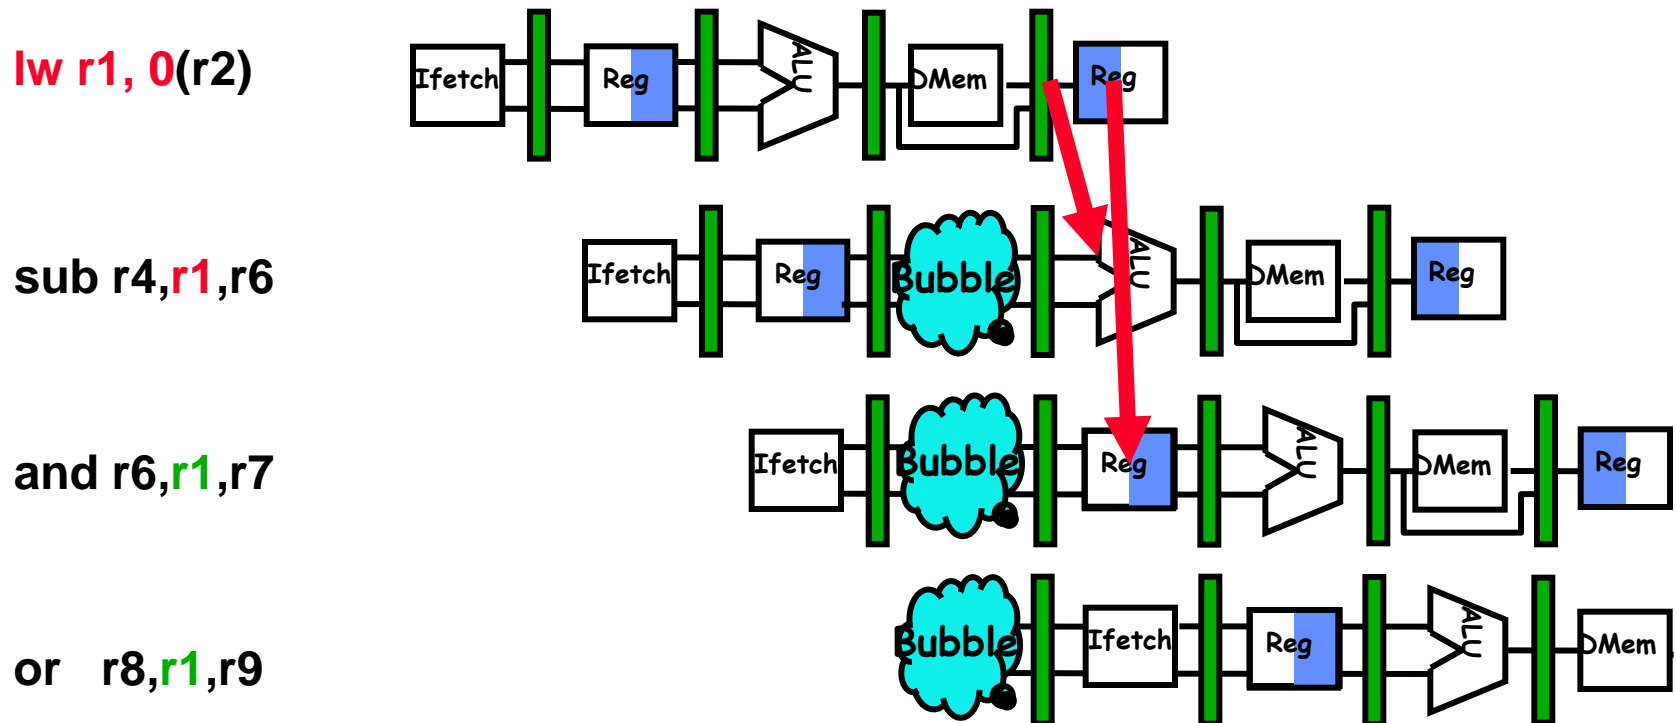 lw r1, 0(r2) Ifetch Reg ALU DMem Reg
sub r4,r1,r6 Ifetch Reg Bubble ALU DMem Reg
and r6,r1,r7 Ifetch Bubble Reg ALU DMem Reg
or r8,r1,r9 Bubble Ifetch Reg ALU DMem